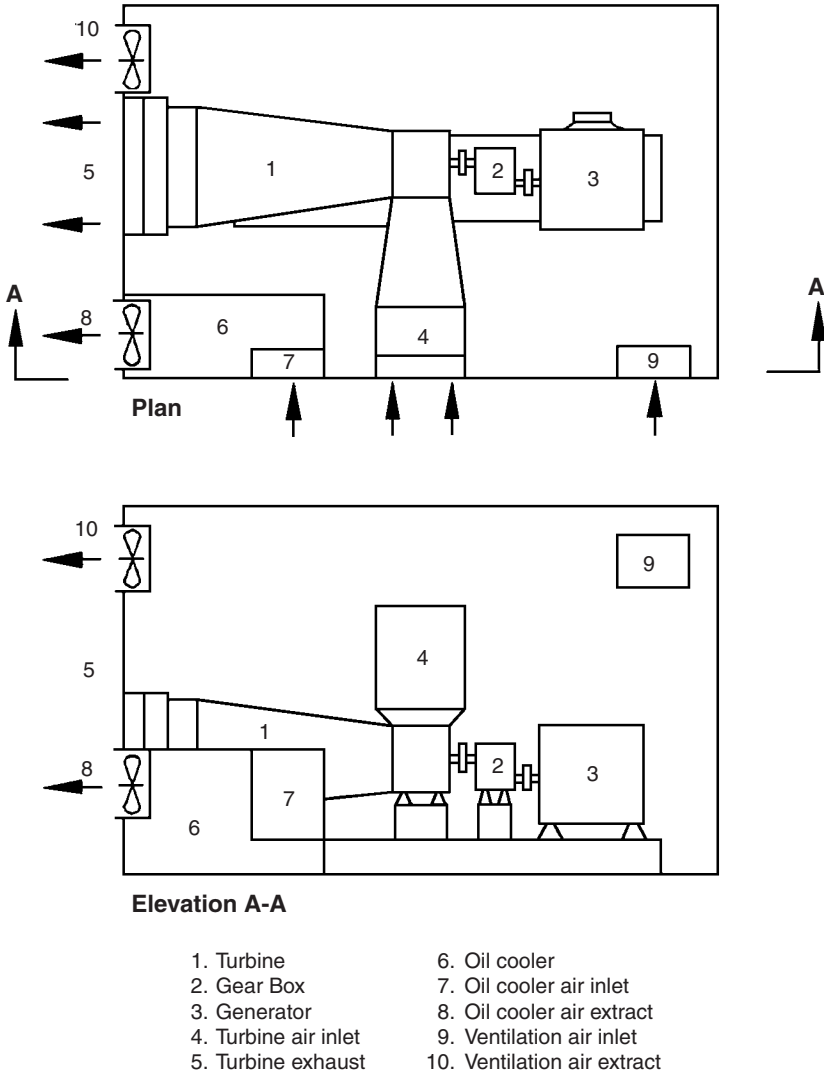 10
5
1
2
3
A
A
8
6
4
7
9
Plan
10
9
5
4
1
2
3
8
7
6
Elevation A-A
1. Turbine
2. Gear Box
3. Generator
4. Turbine air inlet
5. Turbine exhaust
6. Oil cooler
7. Oil cooler air inlet
8. Oil cooler air extract
9. Ventilation air inlet
10. Ventilation air extract